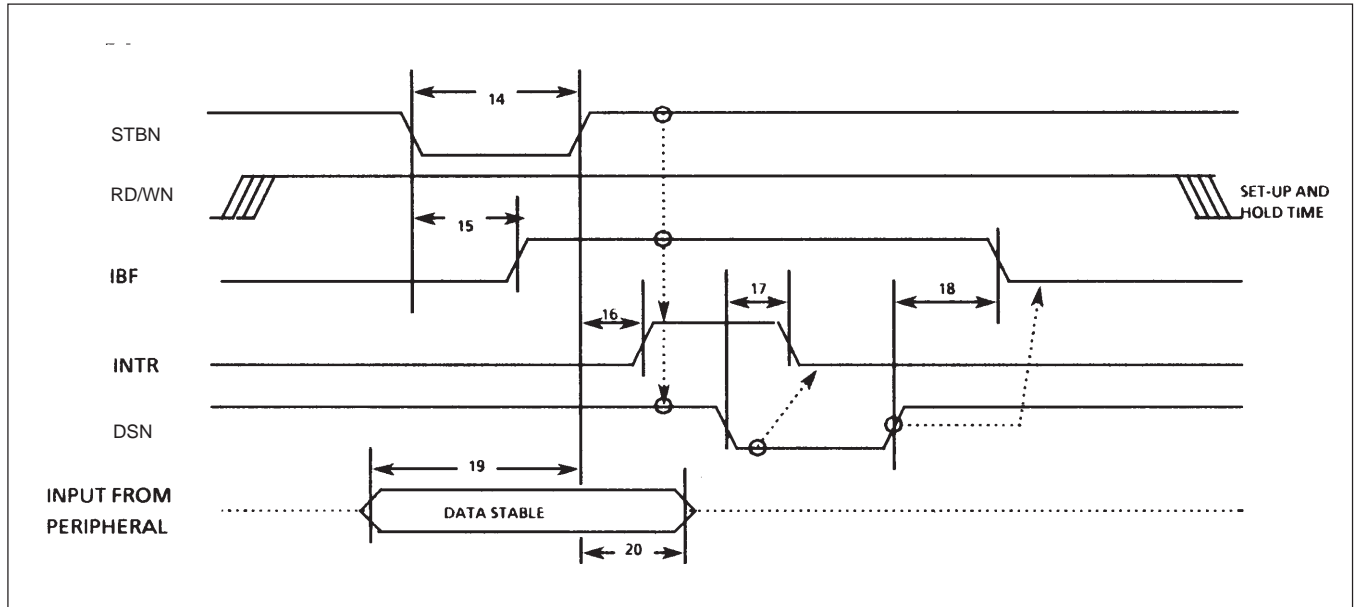 14
STBN
RD/WN
SET-UP AND
HOLD TIME
15
IBF
17
18
16
INTR
DSN
19
INPUT FROM
PERIPHERAL
DATA STABLE
20